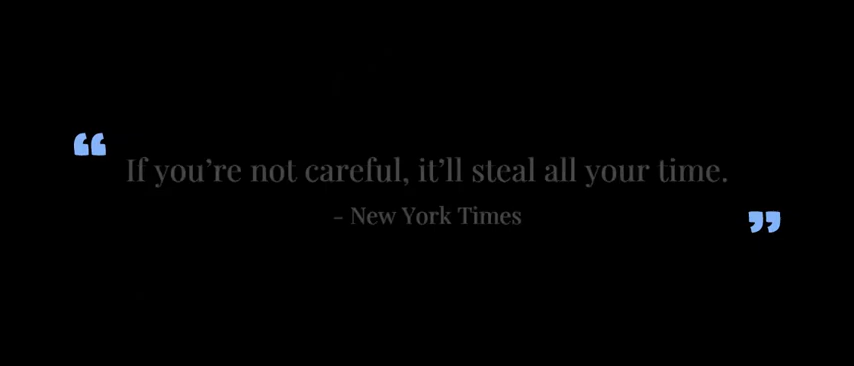 “ If you’re not careful, it’ll steal all your time.
- New York Times ”